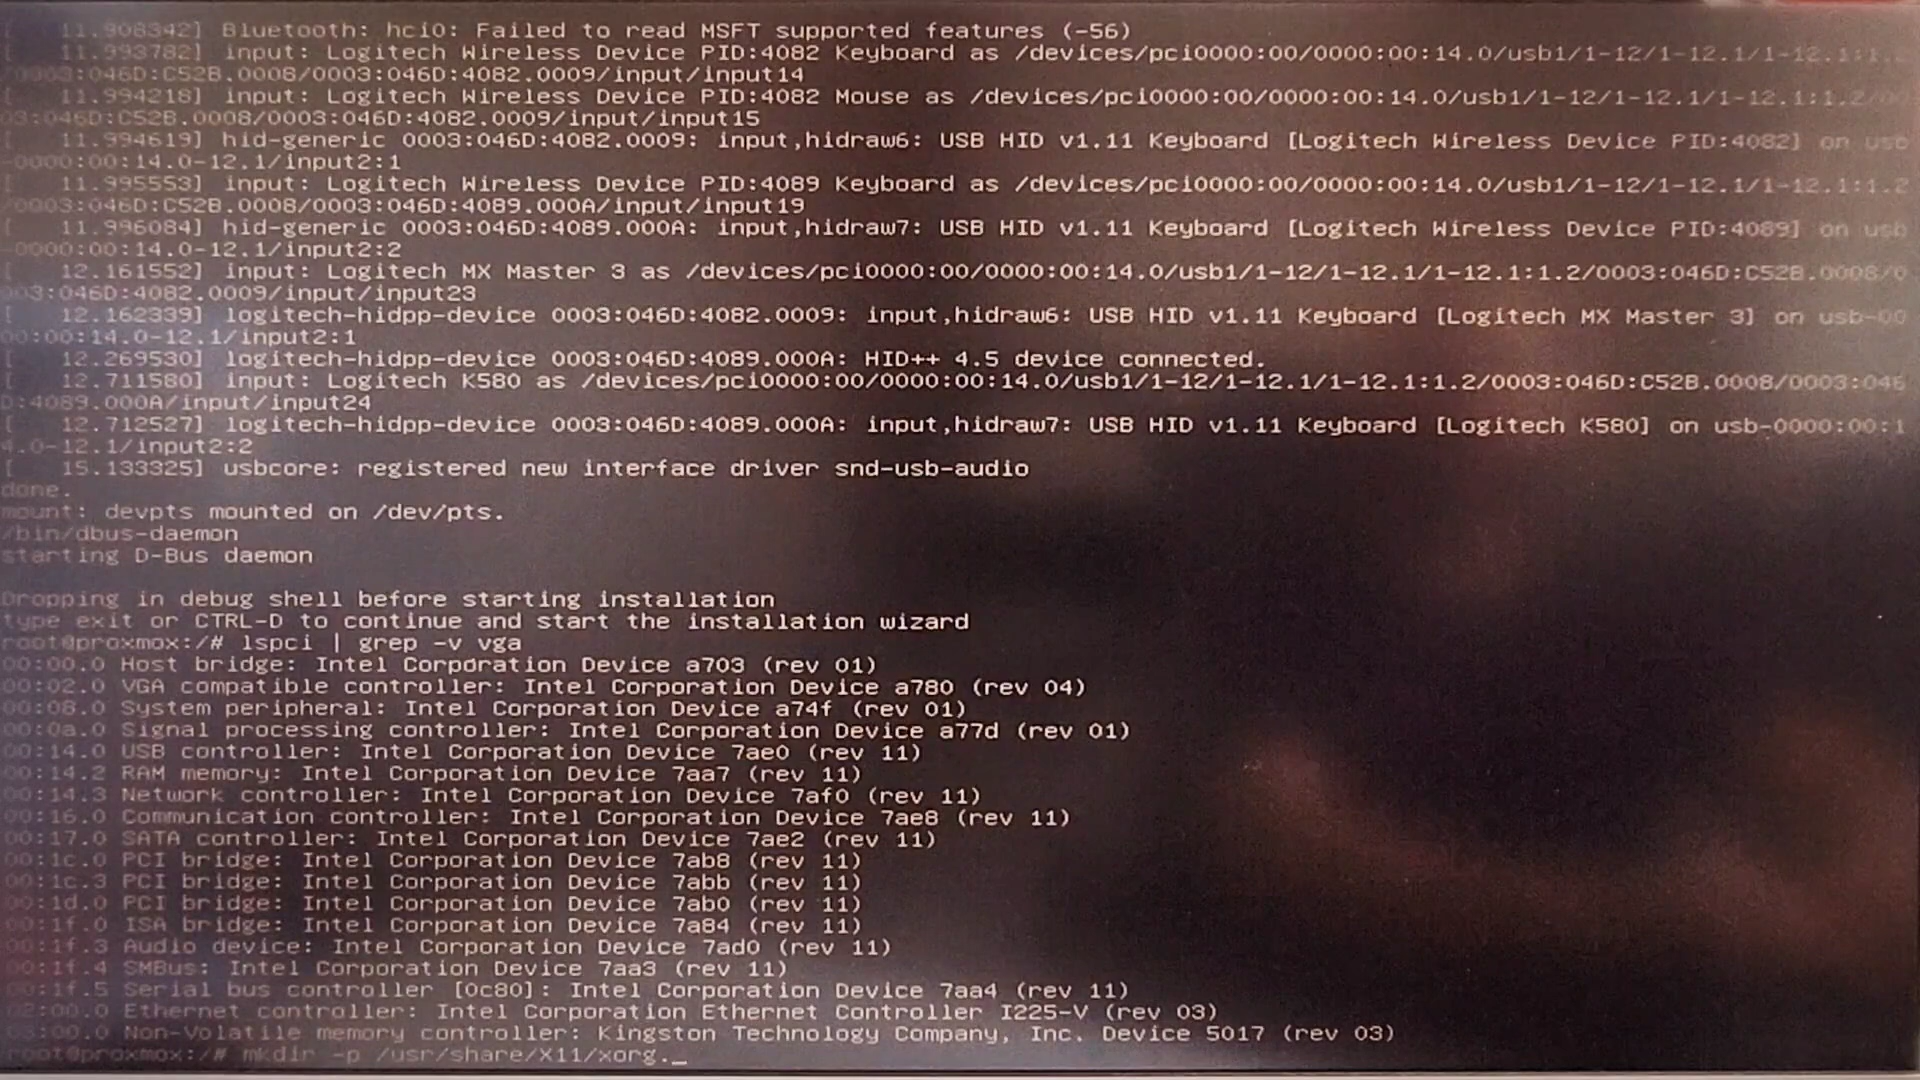 [   11.908342] Bluetooth: hci0: Failed to read MSFT supported features (-56)
[   11.993782] input: Logitech Wireless Device PID:4082 Keyboard as /devices/pci0000:00/0000:00:14.0/usb1/1-12/1-12.1/1-12.1:1.2
/0003:046D:C52B.0008/0003:046D:4082.0009/input/input14
[   11.994218] input: Logitech Wireless Device PID:4082 Mouse as /devices/pci0000:00/0000:00:14.0/usb1/1-12/1-12.1/1-12.1:1.2/00
03:046D:C52B.0008/0003:046D:4082.0009/input/input15
[   11.994619] hid-generic 0003:046D:4082.0009: input,hidraw6: USB HID v1.11 Keyboard [Logitech Wireless Device PID:4082] on usb
-0000:00:14.0-12.1/input2:1
[   11.995553] input: Logitech Wireless Device PID:4089 Keyboard as /devices/pci0000:00/0000:00:14.0/usb1/1-12/1-12.1/1-12.1:1.2
/0003:046D:C52B.0008/0003:046D:4089.000A/input/input19
[   11.996084] hid-generic 0003:046D:4089.000A: input,hidraw7: USB HID v1.11 Keyboard [Logitech Wireless Device PID:4089] on usb
-0000:00:14.0-12.1/input2:2
[   12.161552] input: Logitech MX Master 3 as /devices/pci0000:00/0000:00:14.0/usb1/1-12/1-12.1/1-12.1:1.2/0003:046D:C52B.0008/0
003:046D:4082.0009/input/input23
[   12.162339] logitech-hidpp-device 0003:046D:4082.0009: input,hidraw6: USB HID v1.11 Keyboard [Logitech MX Master 3] on usb-00
00:00:14.0-12.1/input2:1
[   12.269530] logitech-hidpp-device 0003:046D:4089.000A: HID++ 4.5 device connected.
[   12.711580] input: Logitech K580 as /devices/pci0000:00/0000:00:14.0/usb1/1-12/1-12.1/1-12.1:1.2/0003:046D:C52B.0008/0003:046
D:4089.000A/input/input24
[   12.712527] logitech-hidpp-device 0003:046D:4089.000A: input,hidraw7: USB HID v1.11 Keyboard [Logitech K580] on usb-0000:00:1
4.0-12.1/input2:2
[   15.133325] usbcore: registered new interface driver snd-usb-audio
done.
mount: devpts mounted on /dev/pts.
/bin/dbus-daemon
starting D-Bus daemon
Dropping in debug shell before starting installation
type exit or CTRL-D to continue and start the installation wizard
root@proxmox:/# lspci | grep -v vga
00:00.0 Host bridge: Intel Corporation Device a703 (rev 01)
00:02.0 VGA compatible controller: Intel Corporation Device a780 (rev 04)
00:08.0 System peripheral: Intel Corporation Device a74f (rev 01)
00:0a.0 Signal processing controller: Intel Corporation Device a77d (rev 01)
00:14.0 USB controller: Intel Corporation Device 7ae0 (rev 11)
00:14.2 RAM memory: Intel Corporation Device 7aa7 (rev 11)
00:14.3 Network controller: Intel Corporation Device 7af0 (rev 11)
00:16.0 Communication controller: Intel Corporation Device 7ae8 (rev 11)
00:17.0 SATA controller: Intel Corporation Device 7ae2 (rev 11)
00:1c.0 PCI bridge: Intel Corporation Device 7ab8 (rev 11)
00:1c.3 PCI bridge: Intel Corporation Device 7abb (rev 11)
00:1d.0 PCI bridge: Intel Corporation Device 7ab0 (rev 11)
00:1f.0 ISA bridge: Intel Corporation Device 7a84 (rev 11)
00:1f.3 Audio device: Intel Corporation Device 7ad0 (rev 11)
00:1f.4 SMBus: Intel Corporation Device 7aa3 (rev 11)
00:1f.5 Serial bus controller [0c80]: Intel Corporation Device 7aa4 (rev 11)
02:00.0 Ethernet controller: Intel Corporation Ethernet Controller I225-V (rev 03)
03:00.0 Non-Volatile memory controller: Kingston Technology Company, Inc. Device 5017 (rev 03)
root@proxmox:/# mkdir -p /usr/share/X11/xorg._